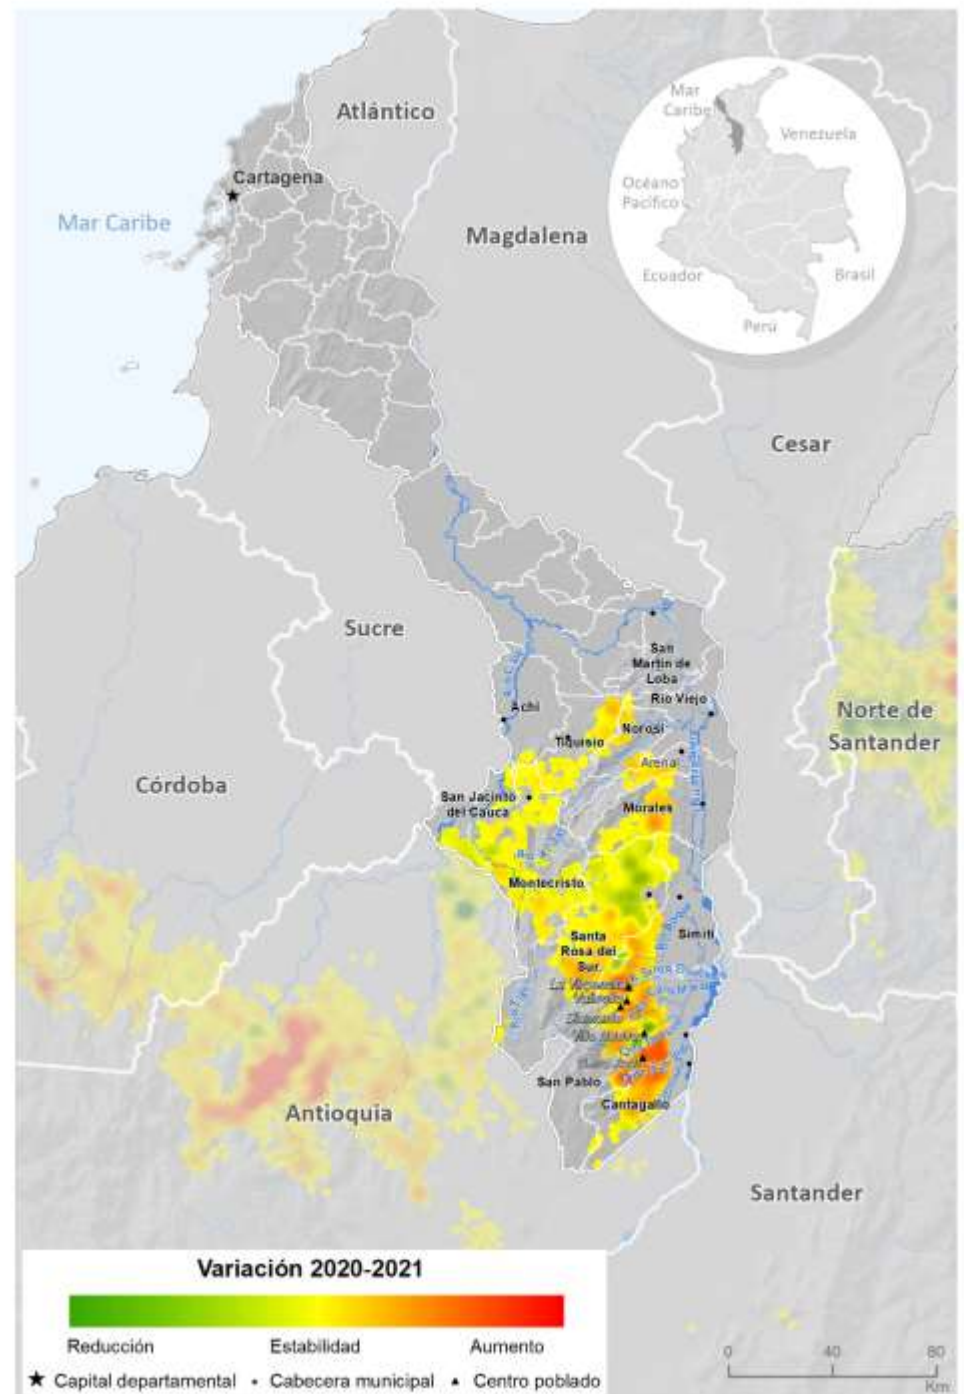 Atlántico
Mar
Caribe
Venezuela
Cartagena
Océano
Pacífico
Mar Caribe
Magdalena
Ecuador
Brasil
Perú
Cesar
Sucre
San
Martín de
Loba
Río Viejo
Achí
Norosí
Tiquisio
Norte de
Santander
Arenal
Córdoba
San Jacinto
del Cauca
Morales
Montecristo
Simití
Santa
Rosa del
Sur
San Pablo
Cantagallo
Antioquia
Santander
Variación 2020-2021
Reducción Estabilidad Aumento
Capital departamental Cabecera municipal Centro poblado
0 40 80
Km